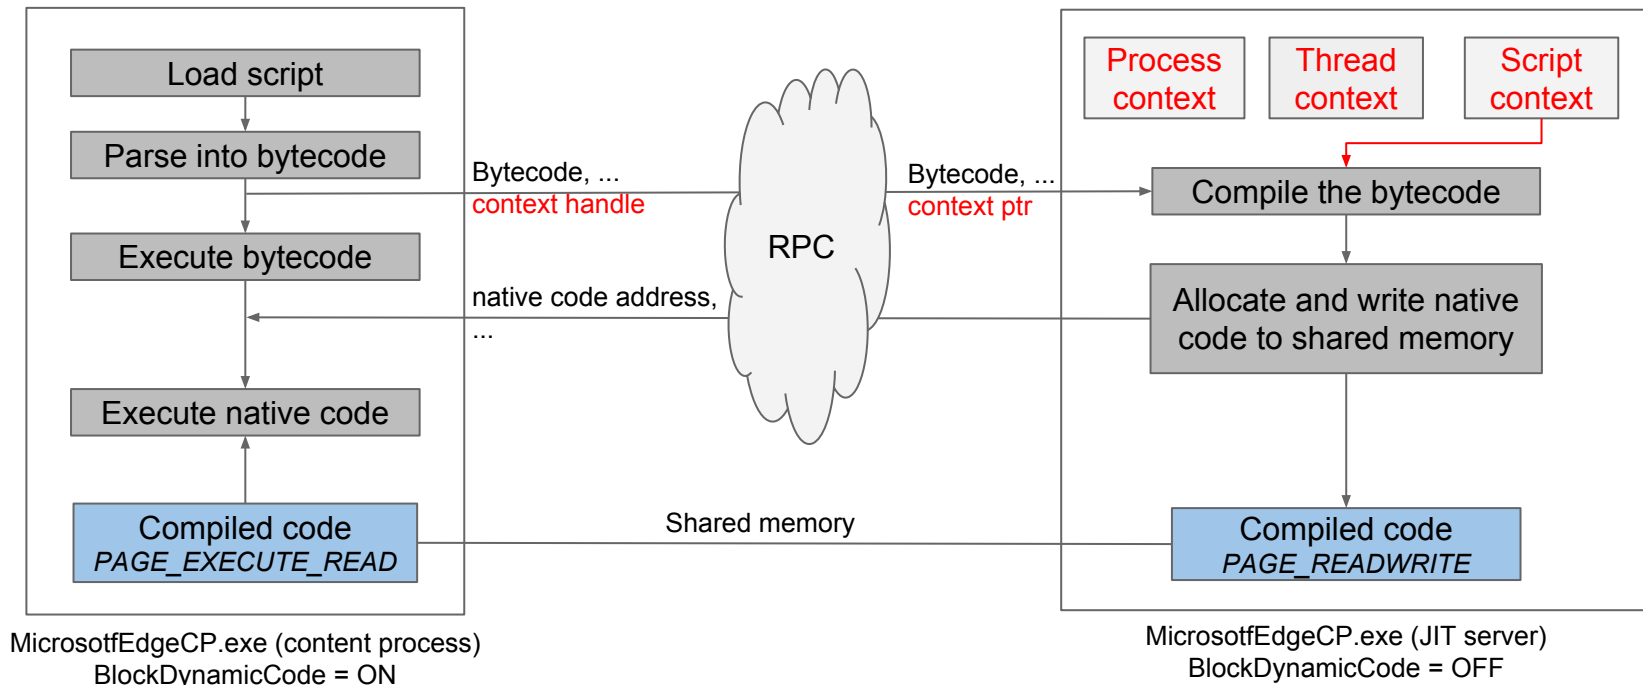 Load script
Parse into bytecode
Execute bytecode
Execute native code
Compiled code
PAGE_EXECUTE_READ
MicrosotfEdgeCP.exe (content process)
BlockDynamicCode = ON
Bytecode, ...
context handle
native code address,
...
RPC
Shared memory
Bytecode, ...
context ptr
Process
context
Thread
context
Script
context
Compile the bytecode
Allocate and write native
code to shared memory
Compiled code
PAGE_READWRITE
MicrosotfEdgeCP.exe (JIT server)
BlockDynamicCode = OFF